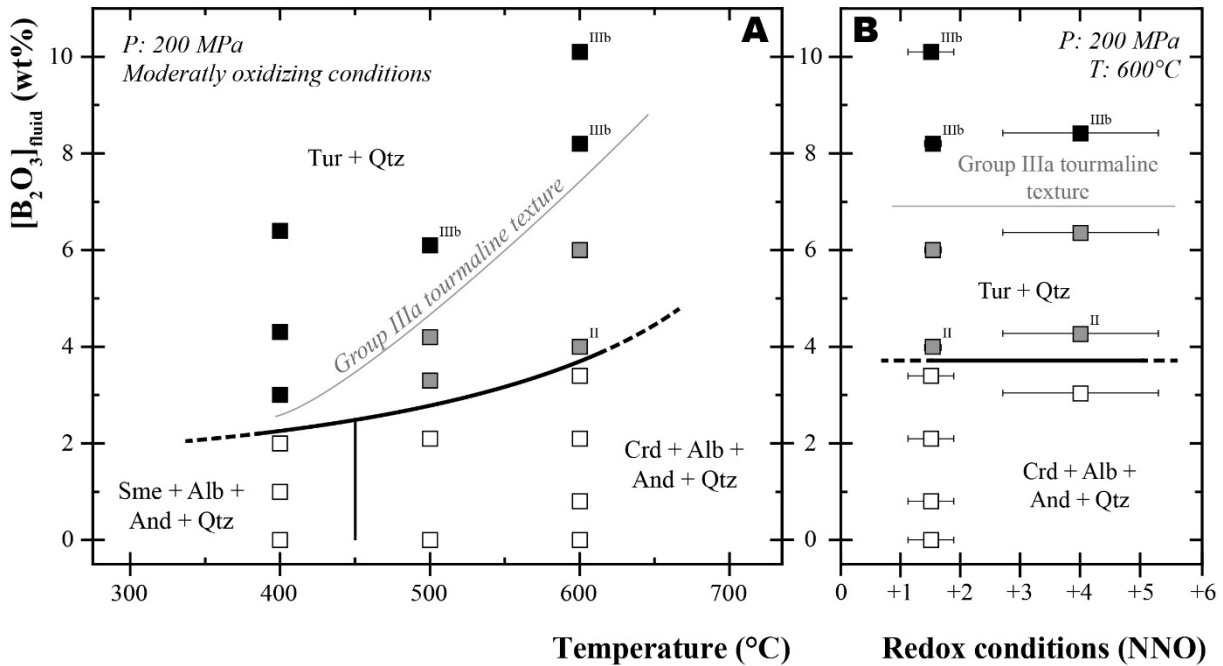 [B2O3]fluid (wt%)
10
8
6
4
2
0
P: 200 MPa
Moderatly oxidizing conditions
A
IIIb
IIIb
Tur + Qtz
IIIb
Group IIIa tourmaline texture
II
Sme + Alb +
And + Qtz
Crd + Alb +
And + Qtz
300
400
500
600
700
Temperature (°C)
B
IIIb
P: 200 MPa
T: 600°C
IIIb
IIIb
Group IIIa tourmaline
texture
Tur + Qtz
II
II
Crd + Alb +
And + Qtz
0
+1
+2
+3
+4
+5
+6
Redox conditions (NNO)